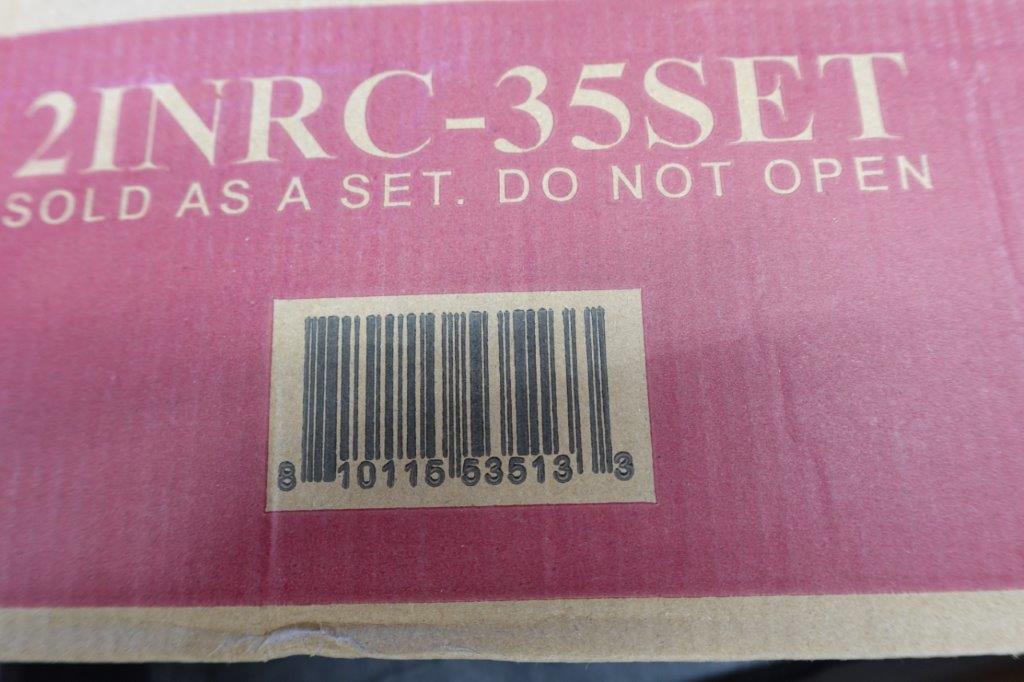 2INRC-35SET
SOLD AS A SET. DO NOT OPEN
8 10115 53513 3